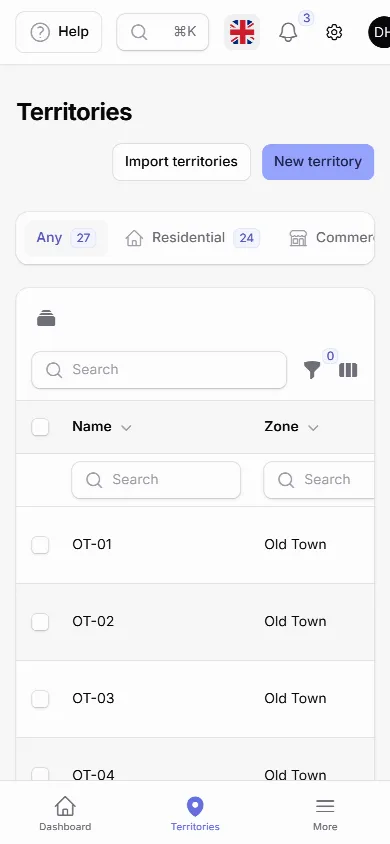 Help
⌘K
3
DH
Territories
Import territories
New territory
Any 27
Residential 24
Commer
0
Search
Name
Zone
Search
Search
OT-01
Old Town
OT-02
Old Town
OT-03
Old Town
OT-04
Old Town
Dashboard
Territories
More